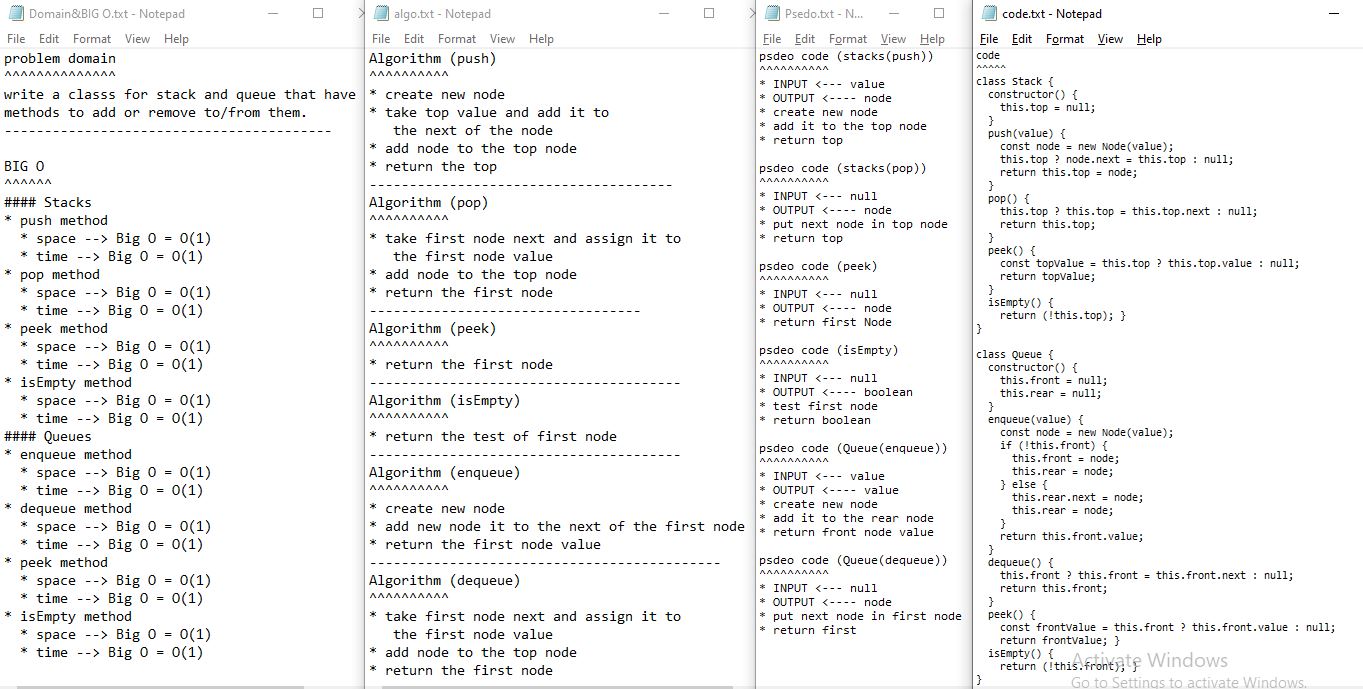 Domain&BIG O.txt - Notepad
File Edit Format View Help
problem domain
^^^^^^^^^^^^^^
write a classs for stack and queue that have
methods to add or remove to/from them.
-----------------------------------------
BIG O
^^^^^^
#### Stacks
* push method
  * space --> Big O = O(1)
  * time --> Big O = O(1)
* pop method
  * space --> Big O = O(1)
  * time --> Big O = O(1)
* peek method
  * space --> Big O = O(1)
  * time --> Big O = O(1)
* isEmpty method
  * space --> Big O = O(1)
  * time --> Big O = O(1)
#### Queues
* enqueue method
  * space --> Big O = O(1)
  * time --> Big O = O(1)
* dequeue method
  * space --> Big O = O(1)
  * time --> Big O = O(1)
* peek method
  * space --> Big O = O(1)
  * time --> Big O = O(1)
* isEmpty method
  * space --> Big O = O(1)
  * time --> Big O = O(1)
algo.txt - Notepad
File Edit Format View Help
Algorithm (push)
^^^^^^^^^^
* create new node
* take top value and add it to
   the next of the node
* add node to the top node
* return the top
--------------------------------------
Algorithm (pop)
^^^^^^^^^^
* take first node next and assign it to
   the first node value
* add node to the top node
* return the first node
----------------------------------
Algorithm (peek)
^^^^^^^^^^
* return the first node
---------------------------------------
Algorithm (isEmpty)
^^^^^^^^^^
* return the test of first node
---------------------------------------
Algorithm (enqueue)
^^^^^^^^^^
* create new node
* add new node it to the next of the first node
* return the first node value
--------------------------------------------
Algorithm (dequeue)
^^^^^^^^^^
* take first node next and assign it to
   the first node value
* add node to the top node
* return the first node
Psedo.txt - N...
File Edit Format View Help
psdeo code (stacks(push))
^^^^^^^^^^
* INPUT <--- value
* OUTPUT <---- node
* create new node
* add it to the top node
* return top
psdeo code (stacks(pop))
^^^^^^^^^^
* INPUT <--- null
* OUTPUT <---- node
* put next node in top node
* return top
psdeo code (peek)
^^^^^^^^^^
* INPUT <--- null
* OUTPUT <---- node
* return first Node
psdeo code (isEmpty)
^^^^^^^^^^
* INPUT <--- null
* OUTPUT <---- boolean
* test first node
* return boolean
psdeo code (Queue(enqueue))
^^^^^^^^^^
* INPUT <--- value
* OUTPUT <---- value
* create new node
* add it to the rear node
* return front node value
psdeo code (Queue(dequeue))
^^^^^^^^^^
* INPUT <--- null
* OUTPUT <---- node
* put next node in first node
* return first
code.txt - Notepad
File Edit Format View Help
code
^^^^^
class Stack {
  constructor() {
    this.top = null;
  }
  push(value) {
    const node = new Node(value);
    this.top ? node.next = this.top : null;
    return this.top = node;
  }
  pop() {
    this.top ? this.top = this.top.next : null;
    return this.top;
  }
  peek() {
    const topValue = this.top ? this.top.value : null;
    return topValue;
  }
  isEmpty() {
    return (!this.top); }
}
class Queue {
  constructor() {
    this.front = null;
    this.rear = null;
  }
  enqueue(value) {
    const node = new Node(value);
    if (!this.front) {
      this.front = node;
      this.rear = node;
    } else {
      this.rear.next = node;
      this.rear = node;
    }
    return this.front.value;
  }
  dequeue() {
    this.front ? this.front = this.front.next : null;
    return this.front;
  }
  peek() {
    const frontValue = this.front ? this.front.value : null;
    return frontValue; }
  isEmpty() {
    return (!this.front); }
}
Activate Windows
Go to Settings to activate Windows.